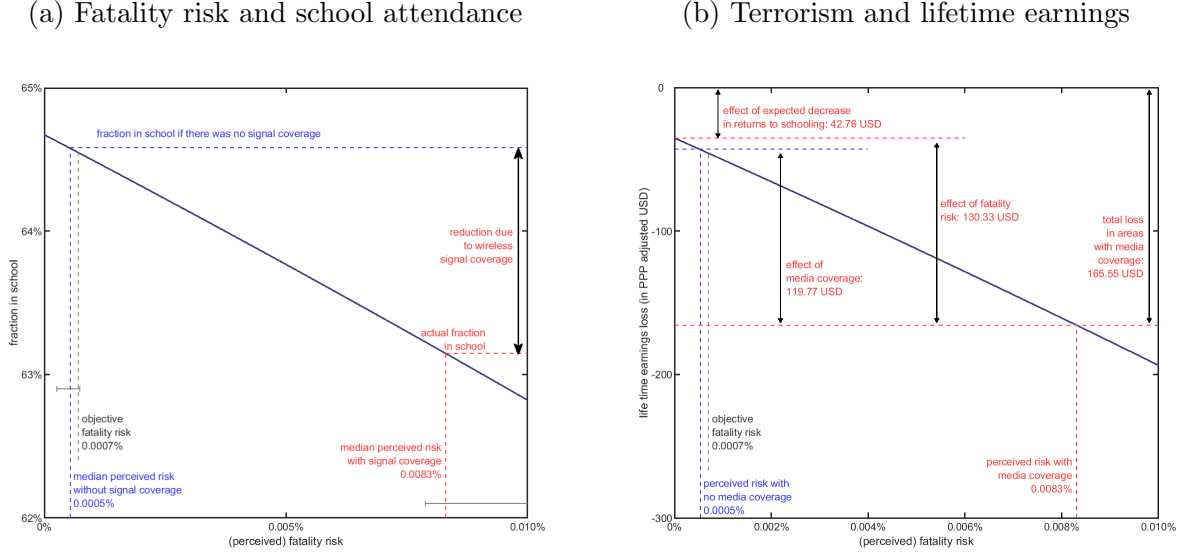 (a) Fatality risk and school attendance
65%
64%
63%
62%
fraction in school
fraction in school if there was no signal coverage
reduction due
to wireless
signal coverage
actual fraction
in school
objective
fatality risk
0.0007%
median perceived risk
with signal coverage
0.0083%
median perceived risk
without signal coverage
0.0005%
0%
0.005%
0.010%
(perceived) fatality risk
(b) Terrorism and lifetime earnings
0
-100
-200
-300
life time earnings loss (in PPP adjusted USD)
effect of expected decrease
in returns to schooling: 42.76 USD
effect of fatality
risk: 130.33 USD
total loss
in areas
with media
coverage:
165.55 USD
effect of
media coverage:
119.77 USD
objective
fatality risk
0.0007%
perceived risk with
media coverage
0.0083%
perceived risk with
no media coverage
0.0005%
0%
0.002%
0.004%
0.006%
0.008%
0.010%
(perceived) fatality risk